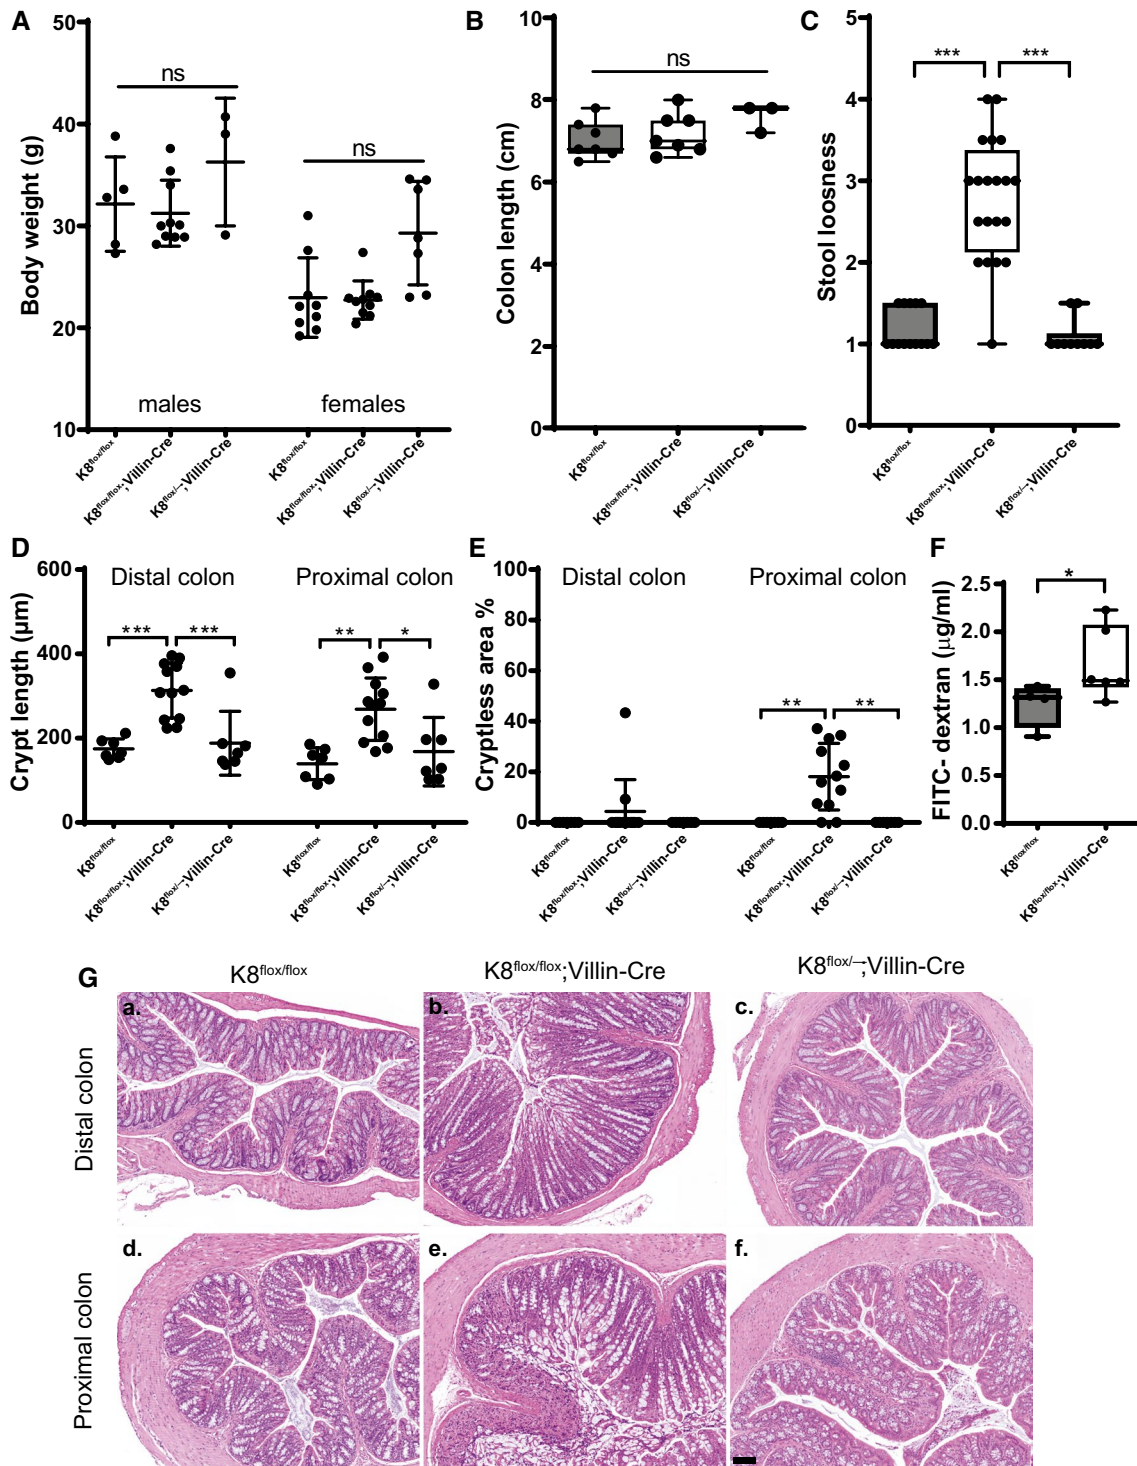 A
Body weight (g)
50
40
30
20
10
ns
ns
males
females
K8flox/flox
K8flox/flox;Villin-Cre
K8flox/–;Villin-Cre
K8flox/flox
K8flox/flox;Villin-Cre
K8flox/–;Villin-Cre
B
Colon length (cm)
10
8
6
4
2
0
ns
K8flox/flox
K8flox/flox;Villin-Cre
K8flox/–;Villin-Cre
C
Stool loosness
5
4
3
2
1
0
***
***
K8flox/flox
K8flox/flox;Villin-Cre
K8flox/–;Villin-Cre
D
Crypt length (µm)
600
400
200
0
Distal colon
Proximal colon
***
***
**
*
K8flox/flox
K8flox/flox;Villin-Cre
K8flox/–;Villin-Cre
K8flox/flox
K8flox/flox;Villin-Cre
K8flox/–;Villin-Cre
E
Cryptless area %
100
80
60
40
20
0
Distal colon
Proximal colon
**
**
K8flox/flox
K8flox/flox;Villin-Cre
K8flox/–;Villin-Cre
K8flox/flox
K8flox/flox;Villin-Cre
K8flox/–;Villin-Cre
F
FITC- dextran (µg/ml)
2.5
2.0
1.5
1.0
0.5
0.0
*
K8flox/flox
K8flox/flox;Villin-Cre
G
K8flox/flox
K8flox/flox;Villin-Cre
K8flox/–;Villin-Cre
Distal colon
a.
b.
c.
Proximal colon
d.
e.
f.